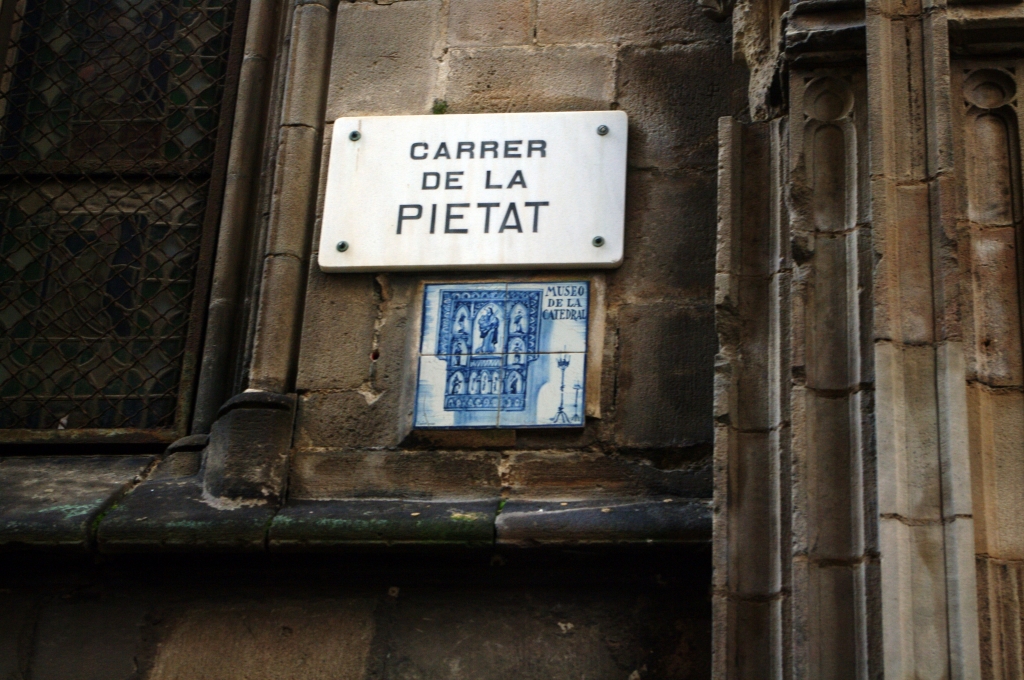 CARRER
DE LA
PIETAT
MUSEO
DE LA
CATEDRAL